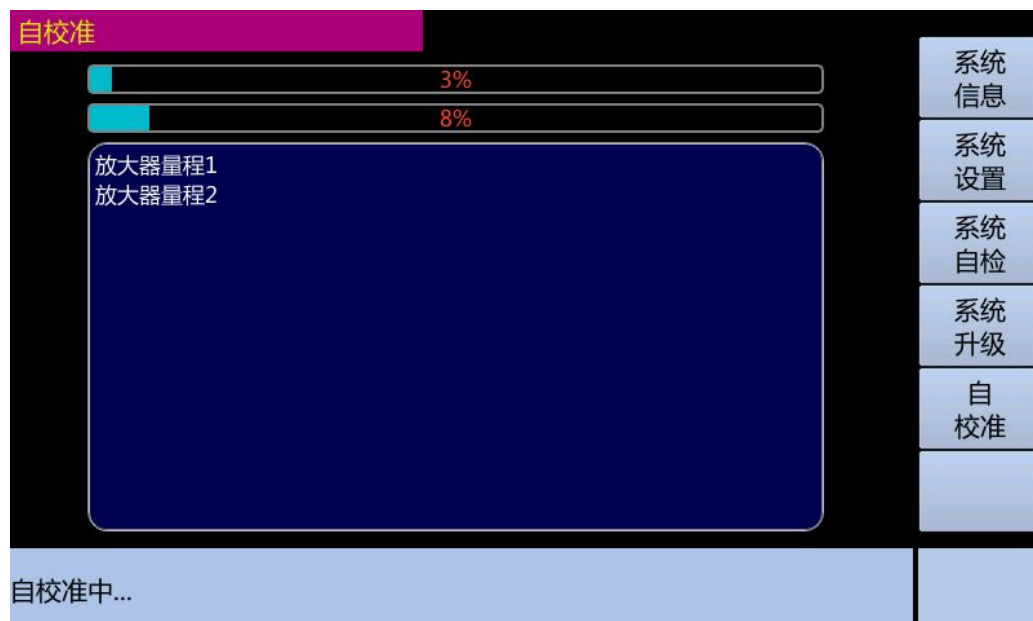 自校准
3%
8%
放大器量程1
放大器量程2
系统
信息
系统
设置
系统
自检
系统
升级
自
校准
自校准中...